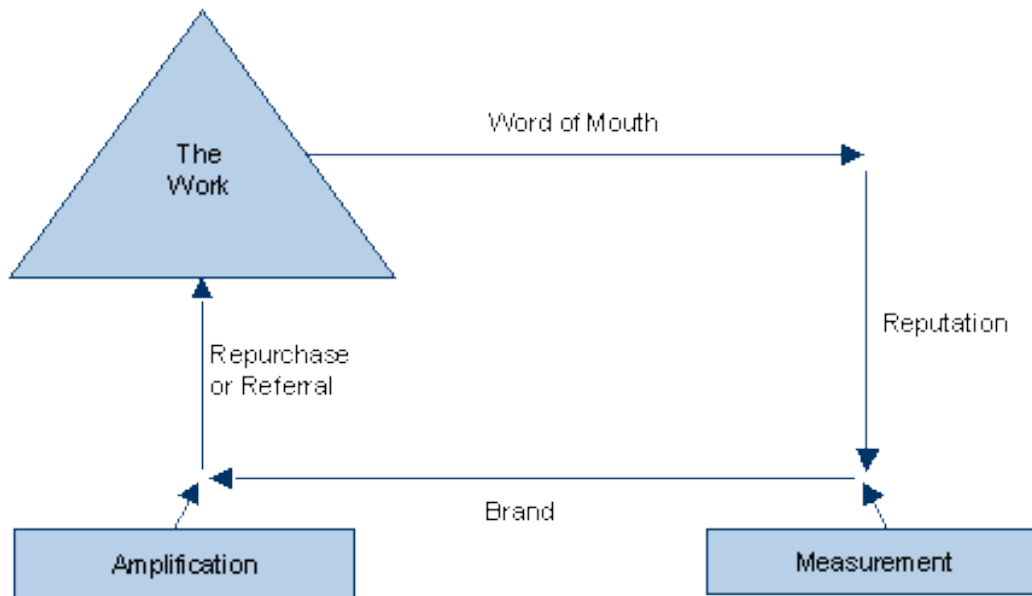 Word of Mouth
The
Work
Reputation
Repurchase
or Referral
Brand
Amplification
Measurement